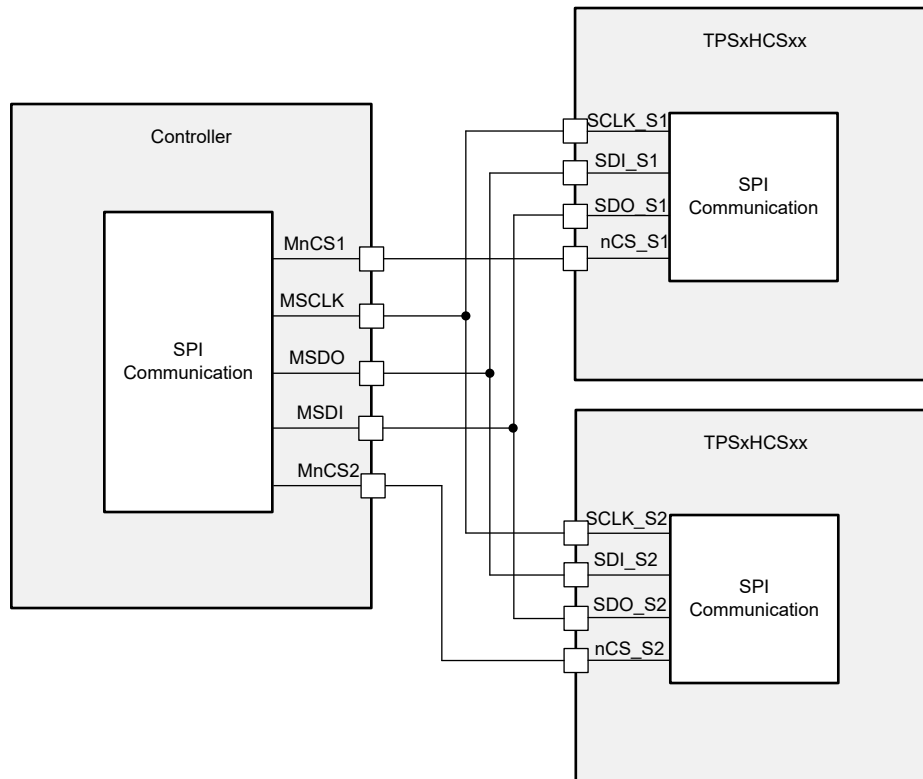 Controller
SPI
Communication
MnCS1
MSCLK
MSDO
MSDI
MnCS2
TPSxHCSxx
SCLK_S1
SDI_S1
SDO_S1
nCS_S1
SPI
Communication
TPSxHCSxx
SCLK_S2
SDI_S2
SDO_S2
nCS_S2
SPI
Communication